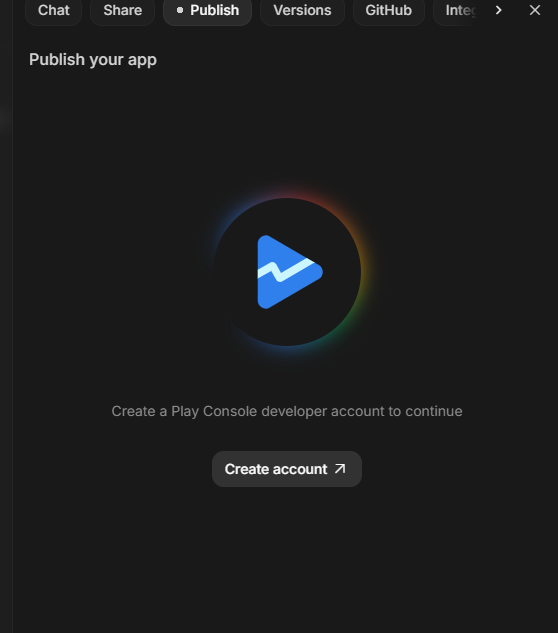 Chat Share Publish Versions GitHub
Publish your app
Create a Play Console developer account to continue
Create account